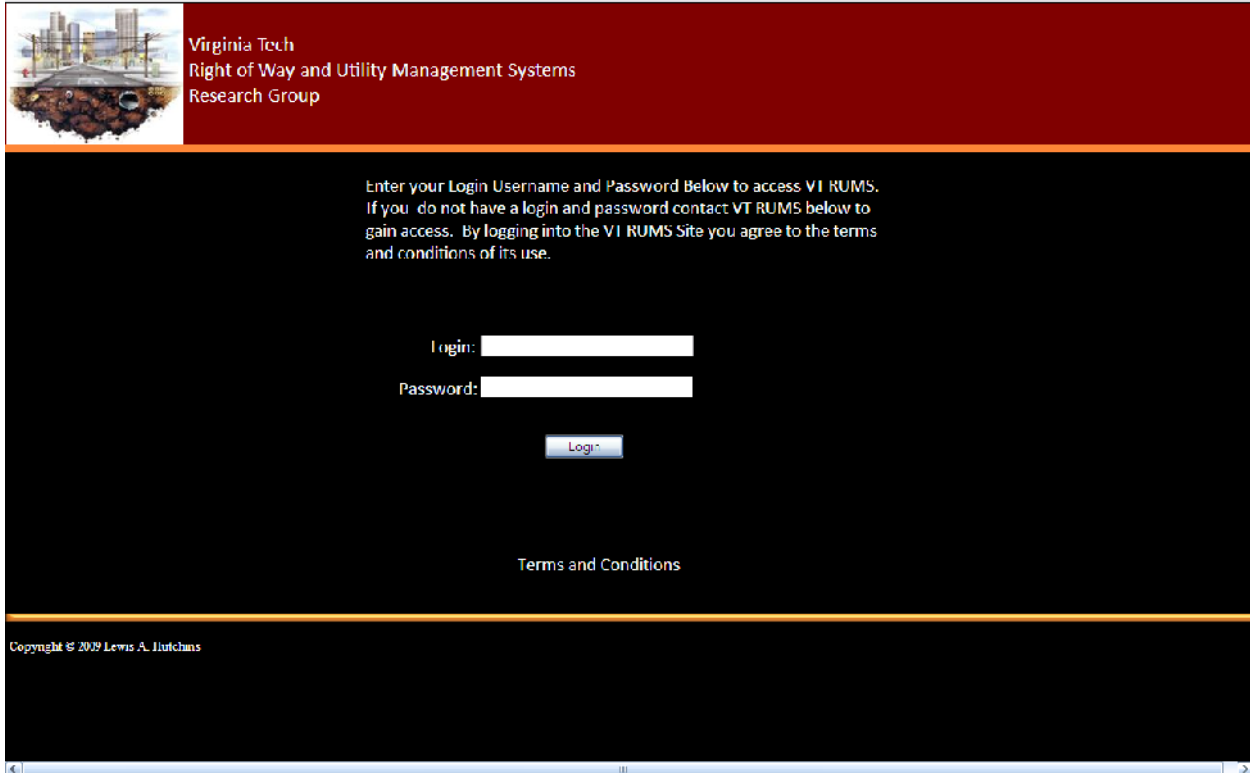 Virginia Tech
Right of Way and Utility Management Systems
Research Group
Enter your Login Username and Password Below to access VT RUMS.
If you do not have a login and password contact VT RUMS below to
gain access. By logging into the VT RUMS Site you agree to the terms
and conditions of its use.
Login:
Password:
Login
Terms and Conditions
Copyright © 2009 Lewis A. Hutchins